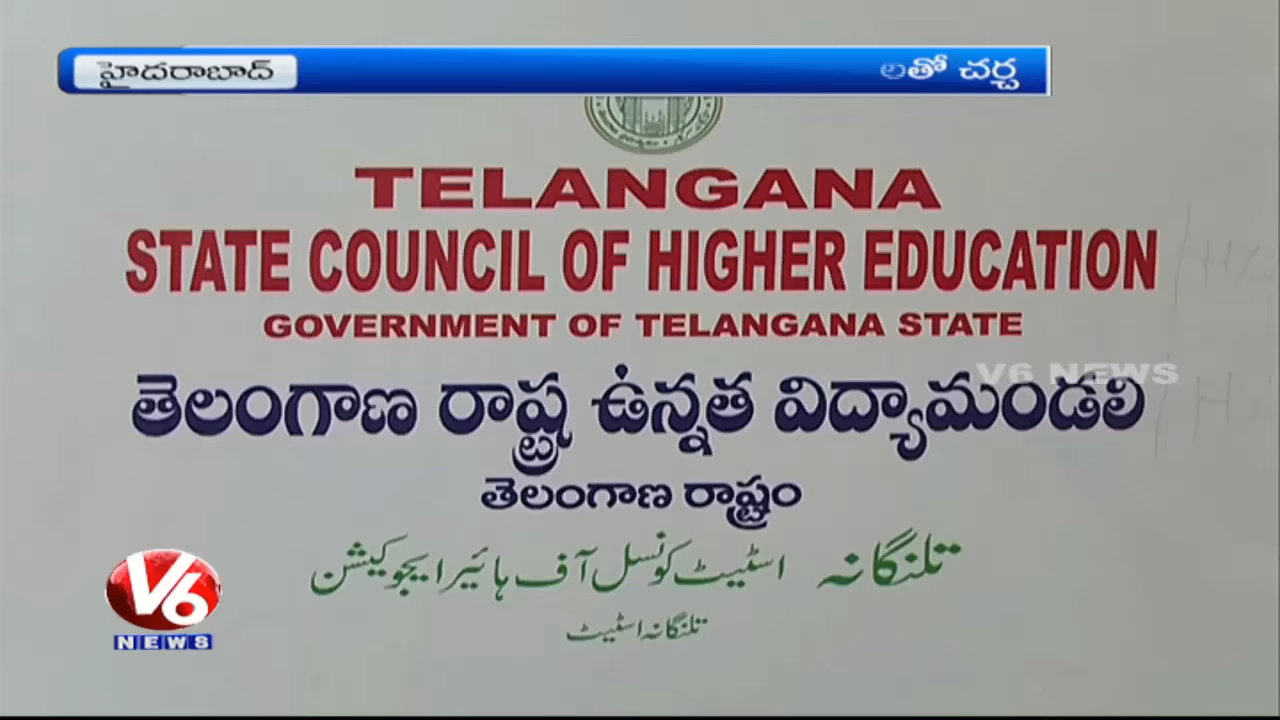 హైదరాబాద్
లతో చర్చ
TELANGANA
STATE COUNCIL OF HIGHER EDUCATION
GOVERNMENT OF TELANGANA STATE
V6 NEWS
తెలంగాణ రాష్ట్ర ఉన్నత విద్యామండలి
తెలంగాణ రాష్ట్రం
تلنگانہ اسٹیٹ کونسل آف ہائیر ایجوکیشن
تلنگانہ اسٹیٹ
V6
NEWS